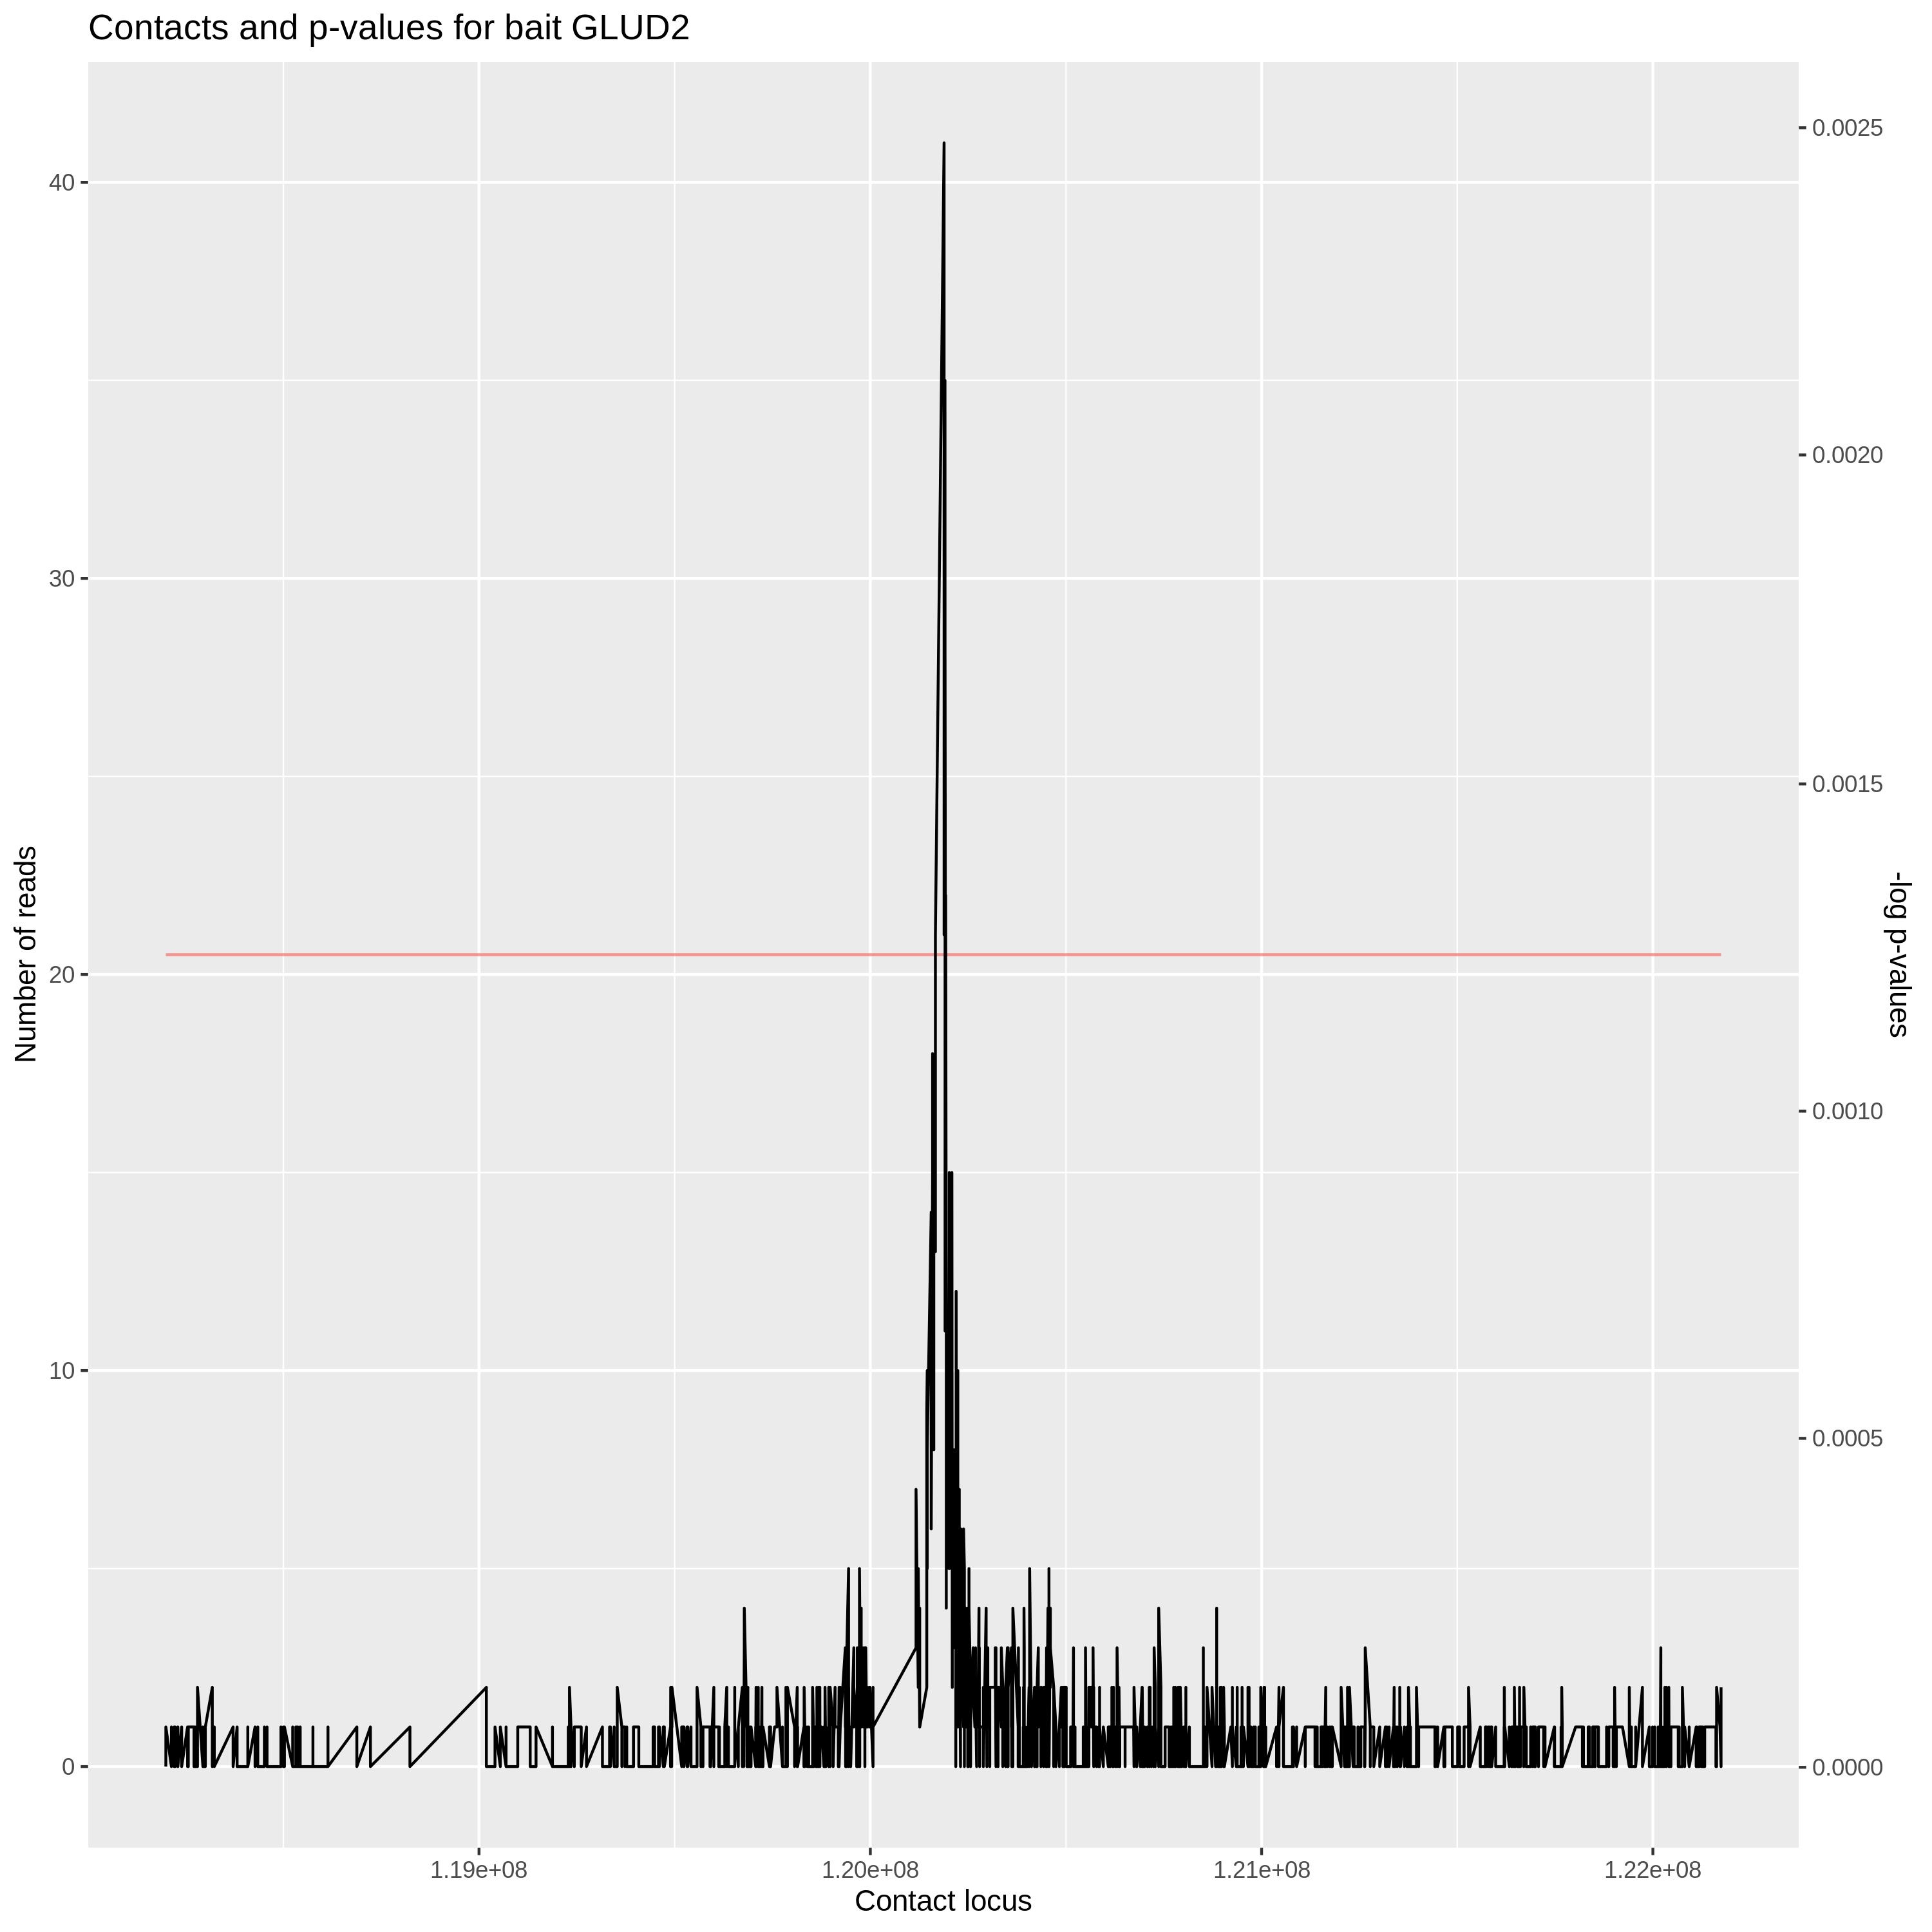 Contacts and p-values for bait GLUD2
Number of reads
40
30
20
10
0
0.0025
0.0020
0.0015
0.0010
0.0005
0.0000
-log p-values
1.19e+08
1.20e+08
1.21e+08
1.22e+08
Contact locus